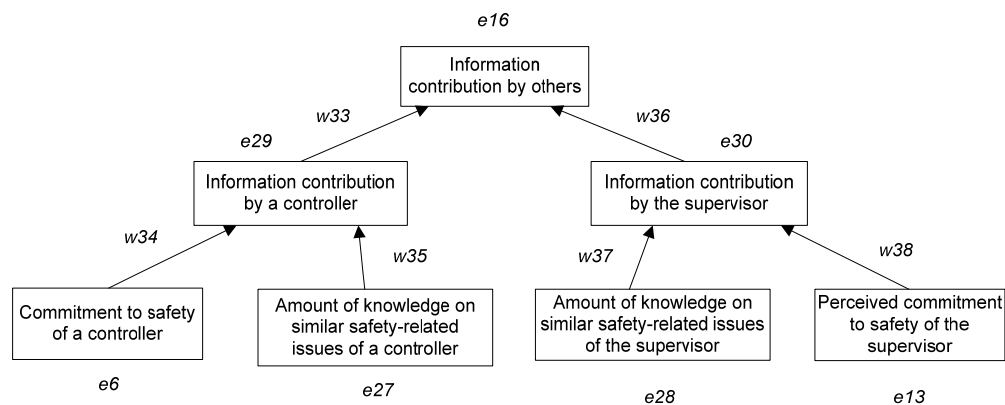 e16
Information
contribution by others
w33
w36
e29
e30
Information contribution
by a controller
Information contribution
by the supervisor
w34
w35
w37
w38
Commitment to safety
of a controller
Amount of knowledge on
similar safety-related
issues of a controller
Amount of knowledge on
similar safety-related issues
of the supervisor
Perceived commitment
to safety of the
supervisor
e6
e27
e28
e13